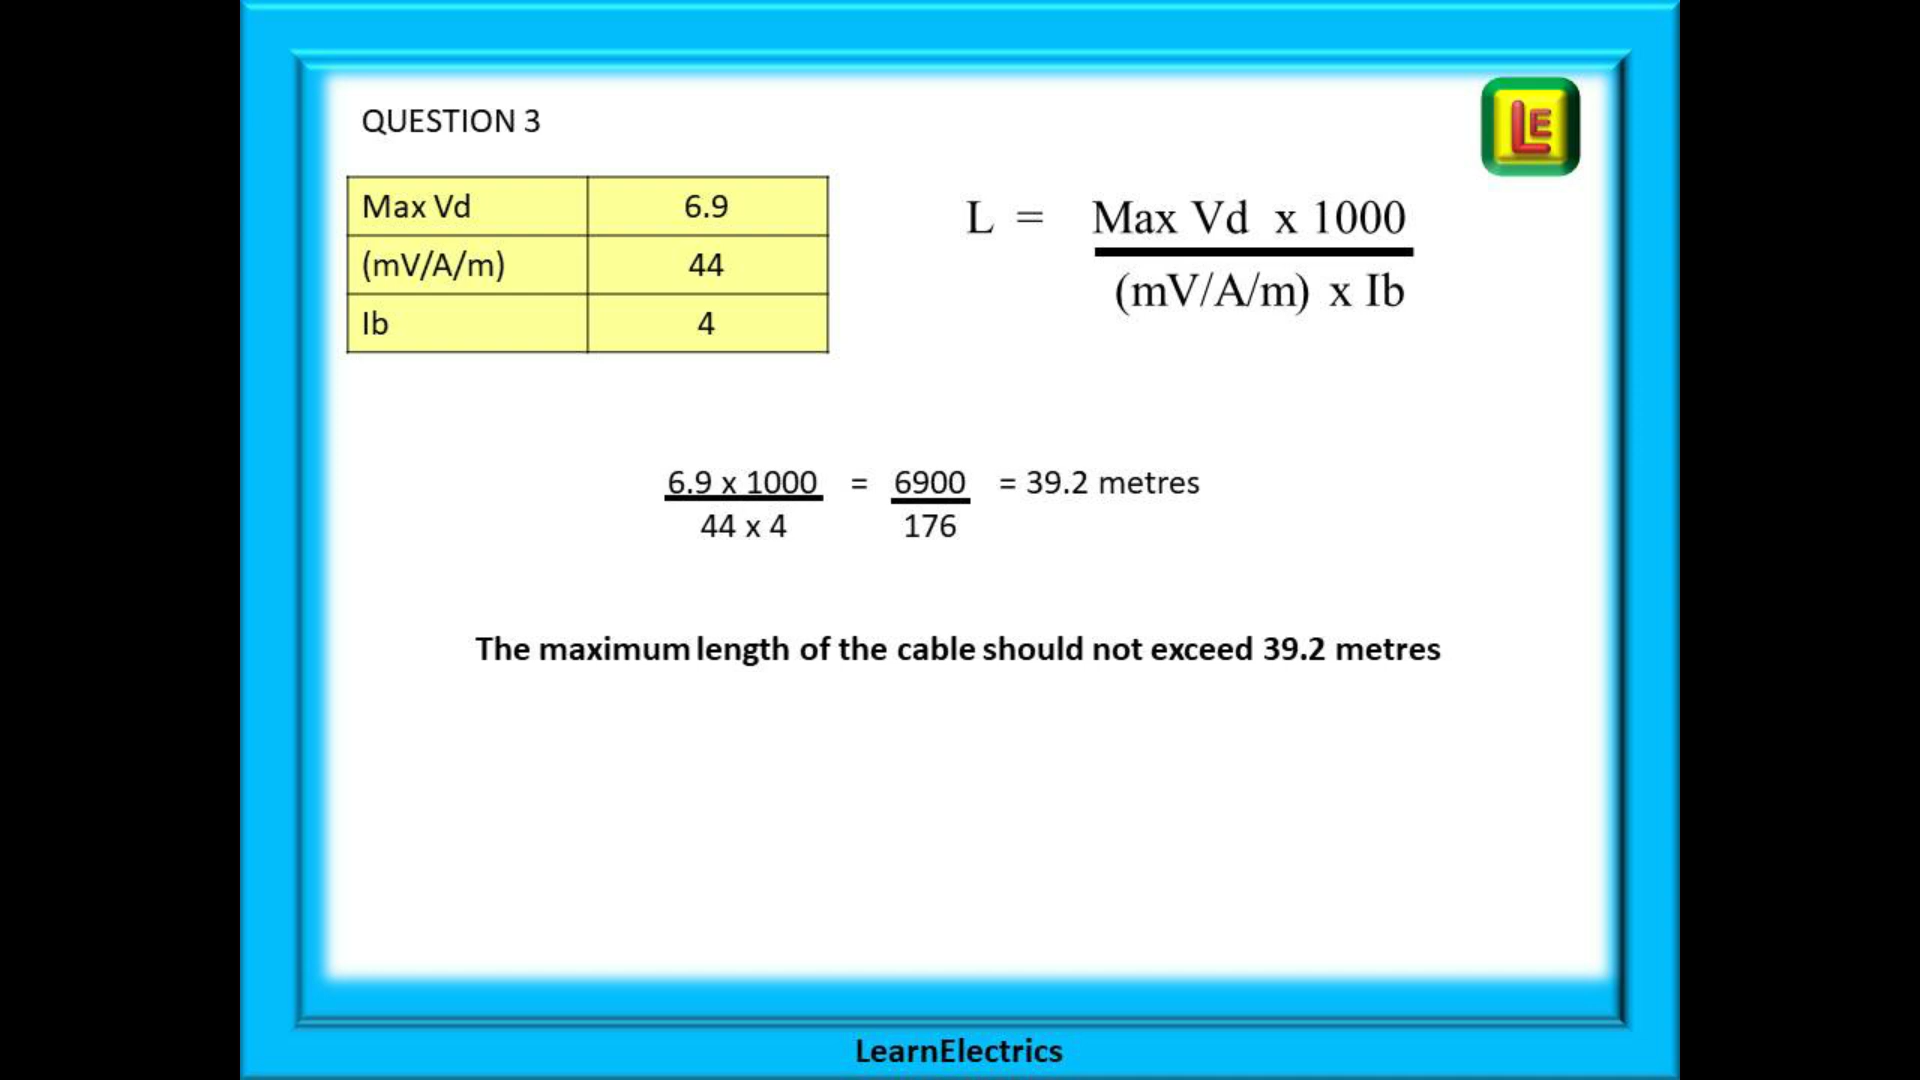 QUESTION 3
LE
Max Vd 6.9
(mV/A/m) 44
Ib 4
L = Max Vd x 1000
(mV/A/m) x Ib
6.9 x 1000 = 6900 = 39.2 metres
44 x 4 176
The maximum length of the cable should not exceed 39.2 metres
LearnElectrics